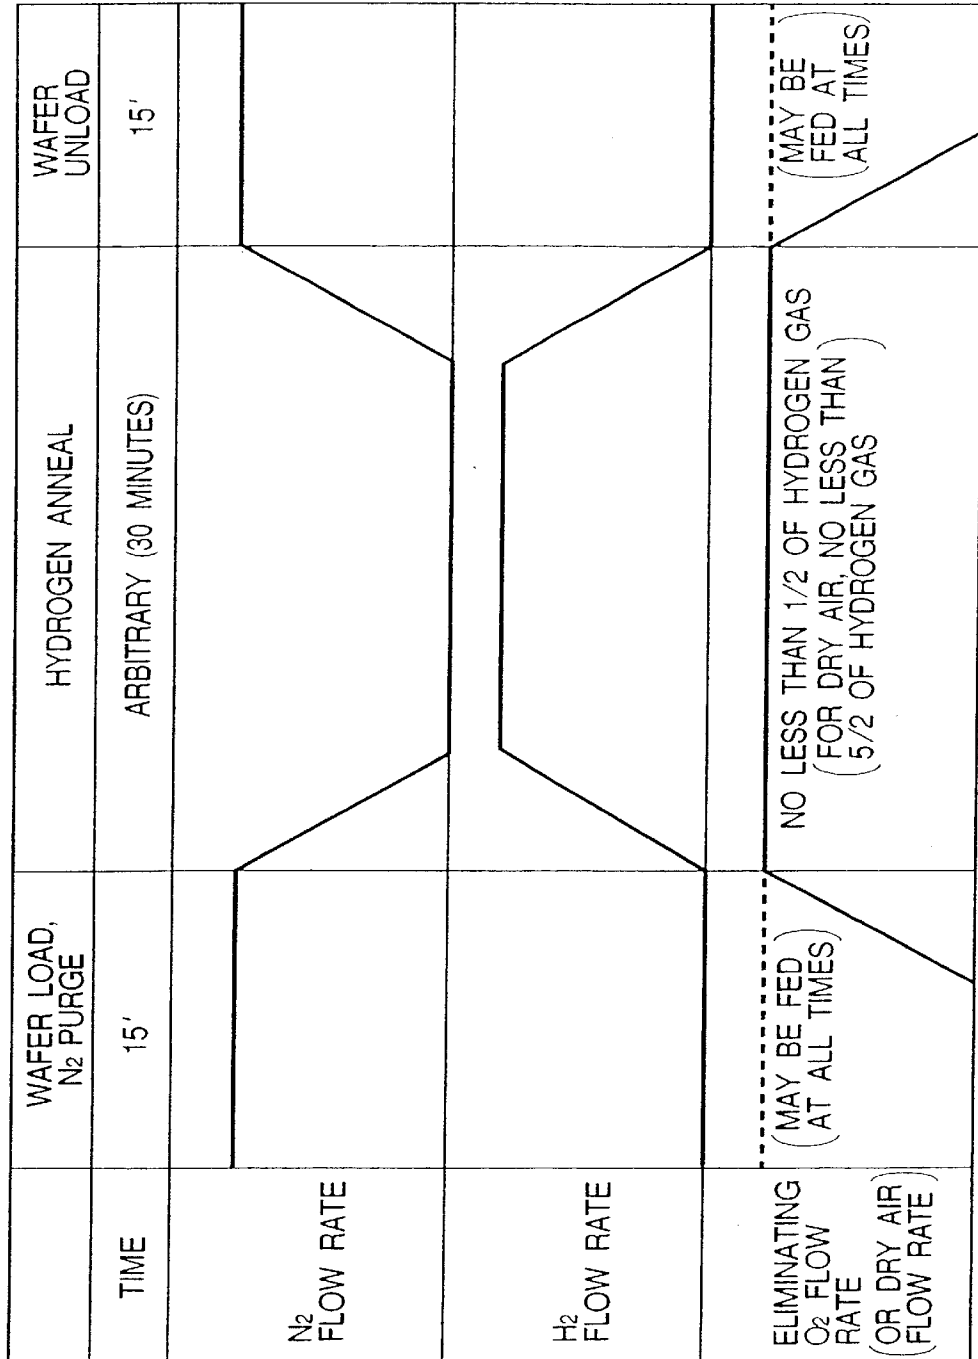 WAFER LOAD,
N2 PURGE
HYDROGEN ANNEAL
WAFER
UNLOAD
TIME
15'
ARBITRARY (30 MINUTES)
15'
N2
FLOW RATE
H2
FLOW RATE
ELIMINATING
O2 FLOW
RATE
(OR DRY AIR
FLOW RATE)
(MAY BE FED
AT ALL TIMES)
NO LESS THAN 1/2 OF HYDROGEN GAS
(FOR DRY AIR, NO LESS THAN
5/2 OF HYDROGEN GAS)
(MAY BE
FED AT
ALL TIMES)